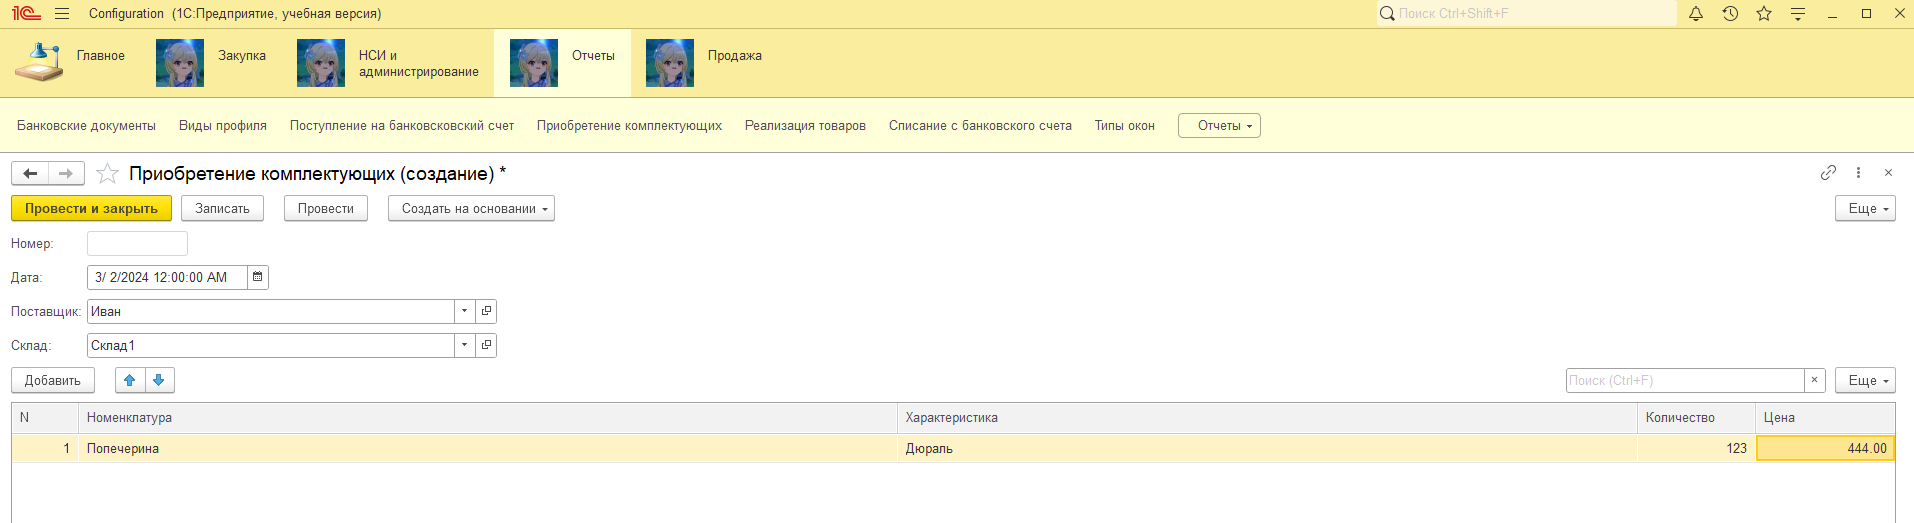 1С Configuration (1С:Предприятие, учебная версия) Поиск Ctrl+Shift+F
Главное Закупка НСИ и администрирование Отчеты Продажа
Банковские документы Виды профиля Поступление на банковсковский счет Приобретение комплектующих Реализация товаров Списание с банковского счета Типы окон Отчеты
Приобретение комплектующих (создание) *
Провести и закрыть Записать Провести Создать на основании Еще
Номер:
Дата: 3/ 2/2024 12:00:00 AM
Поставщик: Иван
Склад: Склад1
Добавить Поиск (Ctrl+F) × Еще
N Номенклатура Характеристика Количество Цена
1 Попечерина Дюраль 123 444.00